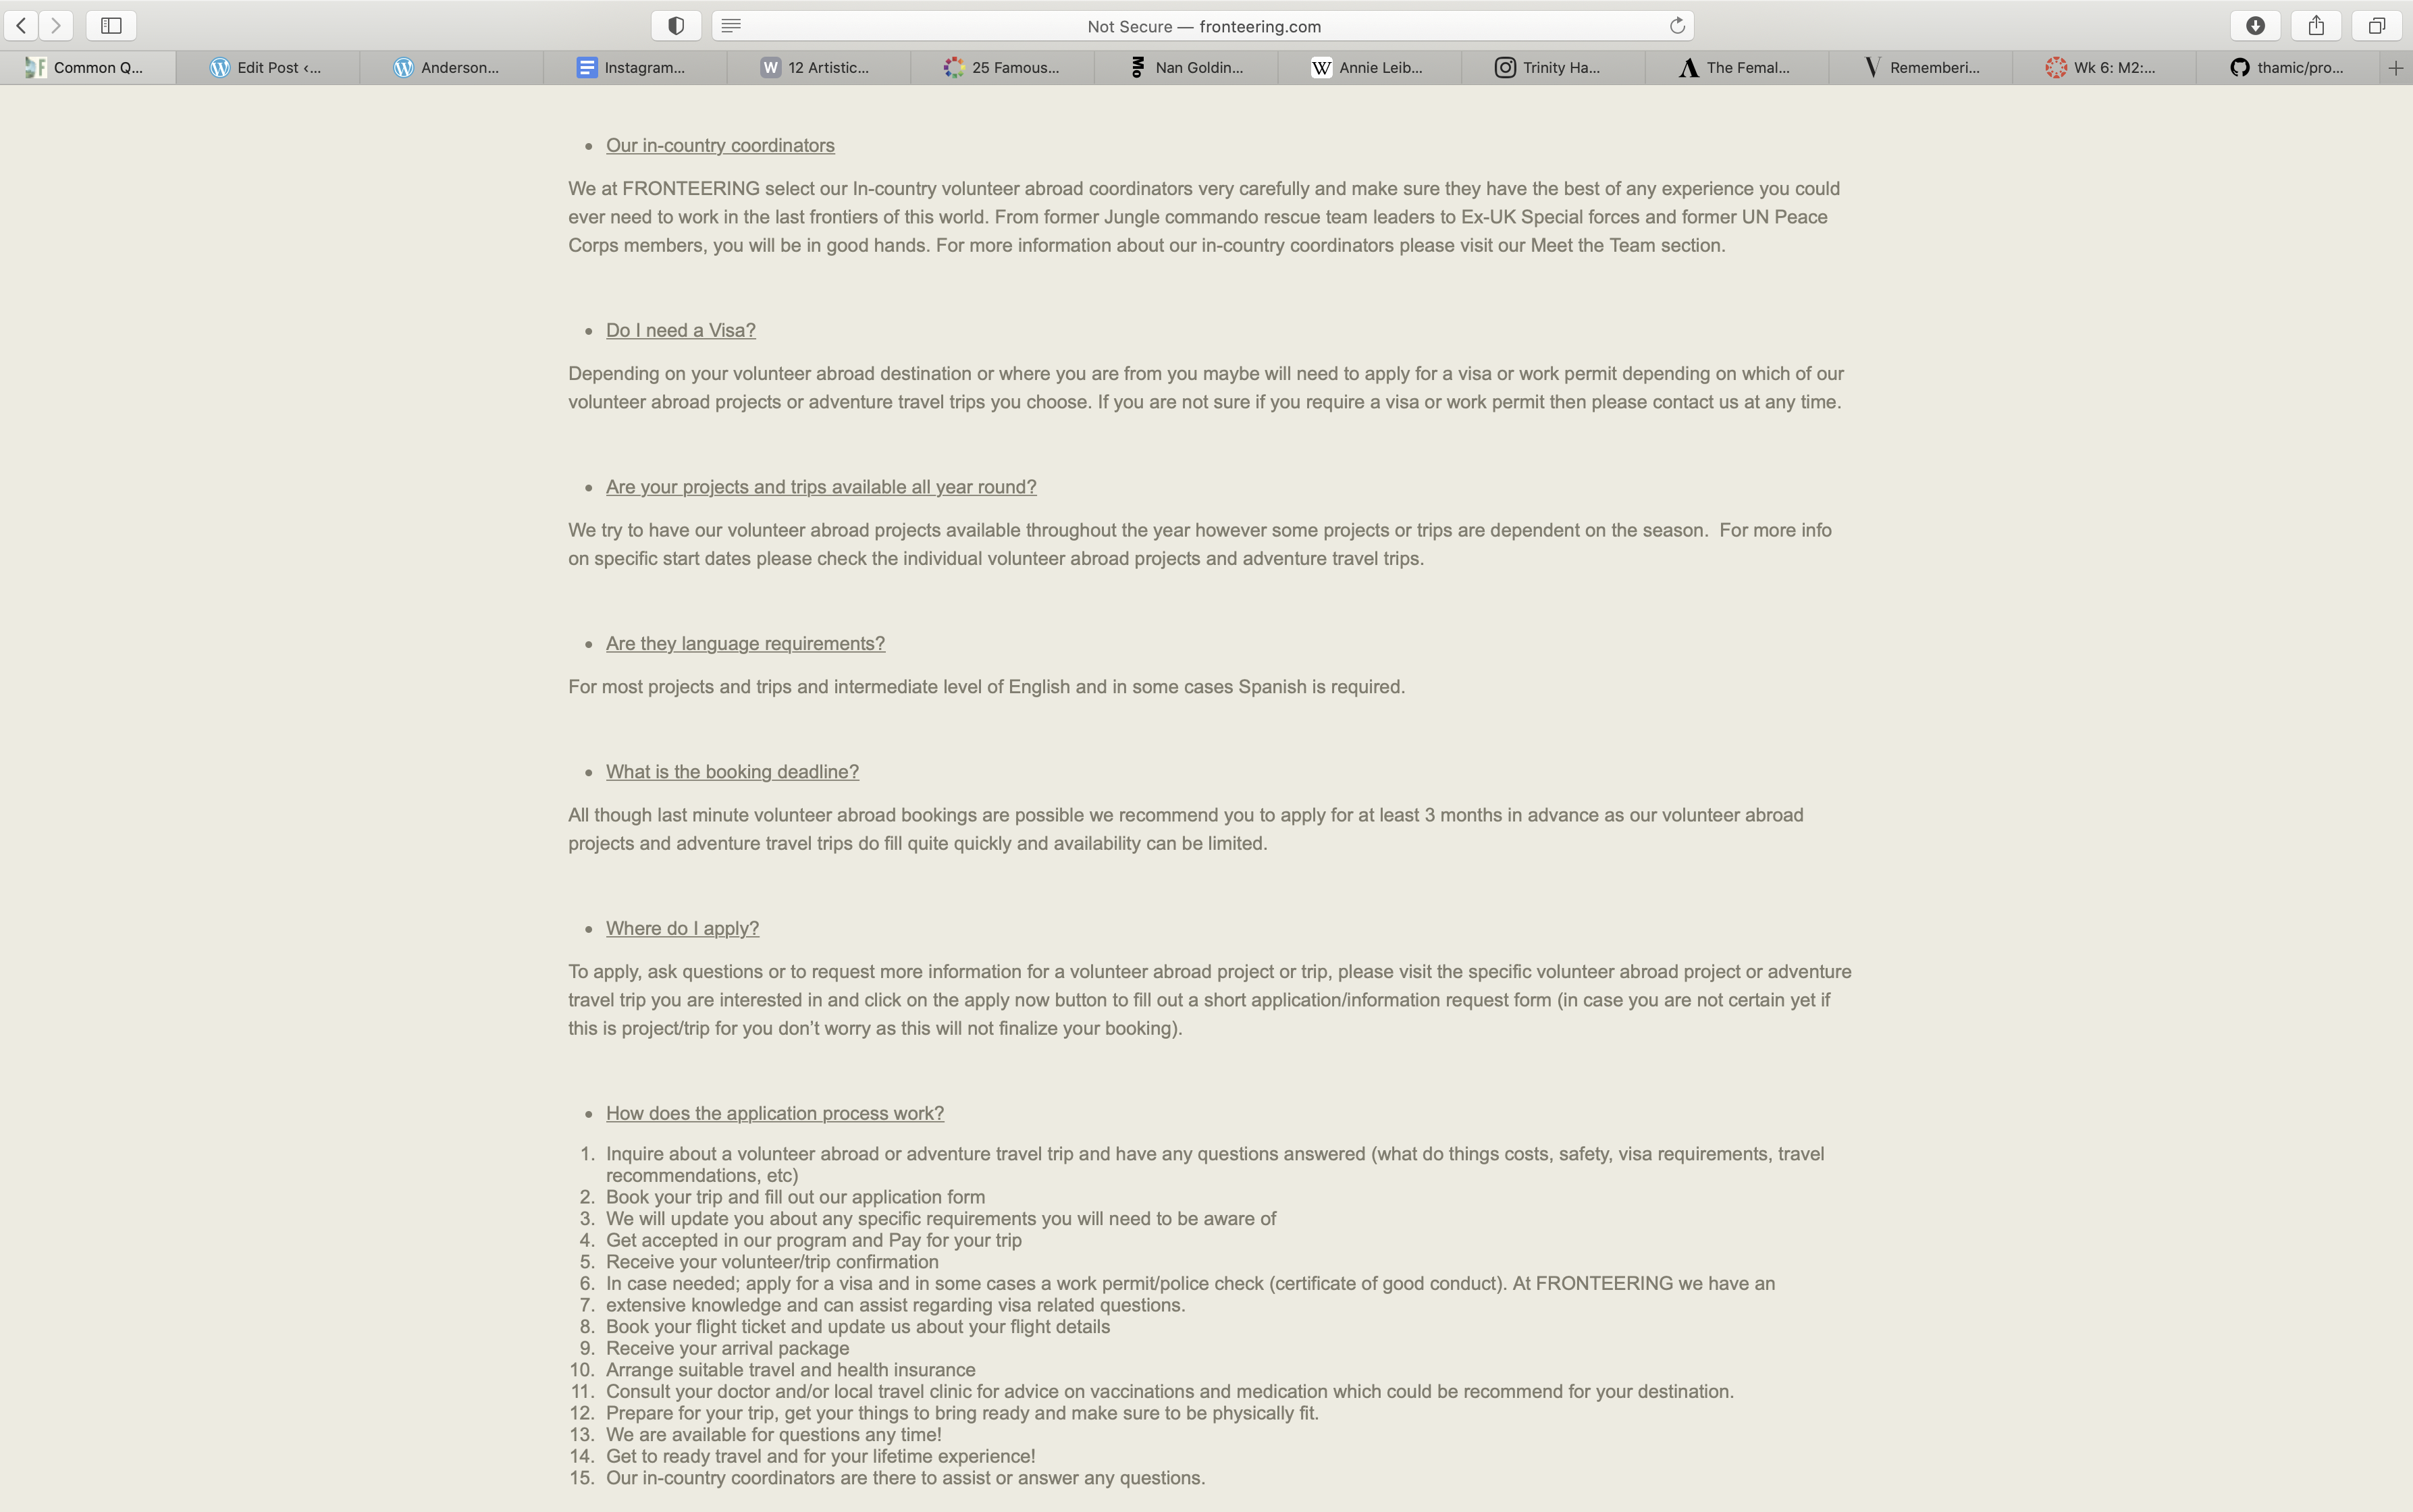 Not Secure — fronteering.com
Common Q... Edit Post ‹... Anderson... Instagram... W 12 Artistic... 25 Famous... Mo Nan Goldin... W Annie Leib... Trinity Ha... The Femal... V Rememberi... Wk 6: M2:... thamic/pro...
• Our in-country coordinators
We at FRONTEERING select our In-country volunteer abroad coordinators very carefully and make sure they have the best of any experience you could
ever need to work in the last frontiers of this world. From former Jungle commando rescue team leaders to Ex-UK Special forces and former UN Peace
Corps members, you will be in good hands. For more information about our in-country coordinators please visit our Meet the Team section.
• Do I need a Visa?
Depending on your volunteer abroad destination or where you are from you maybe will need to apply for a visa or work permit depending on which of our
volunteer abroad projects or adventure travel trips you choose. If you are not sure if you require a visa or work permit then please contact us at any time.
• Are your projects and trips available all year round?
We try to have our volunteer abroad projects available throughout the year however some projects or trips are dependent on the season.  For more info
on specific start dates please check the individual volunteer abroad projects and adventure travel trips.
• Are they language requirements?
For most projects and trips and intermediate level of English and in some cases Spanish is required.
• What is the booking deadline?
All though last minute volunteer abroad bookings are possible we recommend you to apply for at least 3 months in advance as our volunteer abroad
projects and adventure travel trips do fill quite quickly and availability can be limited.
• Where do I apply?
To apply, ask questions or to request more information for a volunteer abroad project or trip, please visit the specific volunteer abroad project or adventure
travel trip you are interested in and click on the apply now button to fill out a short application/information request form (in case you are not certain yet if
this is project/trip for you don’t worry as this will not finalize your booking).
• How does the application process work?
1. Inquire about a volunteer abroad or adventure travel trip and have any questions answered (what do things costs, safety, visa requirements, travel
recommendations, etc)
2. Book your trip and fill out our application form
3. We will update you about any specific requirements you will need to be aware of
4. Get accepted in our program and Pay for your trip
5. Receive your volunteer/trip confirmation
6. In case needed; apply for a visa and in some cases a work permit/police check (certificate of good conduct). At FRONTEERING we have an
7. extensive knowledge and can assist regarding visa related questions.
8. Book your flight ticket and update us about your flight details
9. Receive your arrival package
10. Arrange suitable travel and health insurance
11. Consult your doctor and/or local travel clinic for advice on vaccinations and medication which could be recommend for your destination.
12. Prepare for your trip, get your things to bring ready and make sure to be physically fit.
13. We are available for questions any time!
14. Get to ready travel and for your lifetime experience!
15. Our in-country coordinators are there to assist or answer any questions.